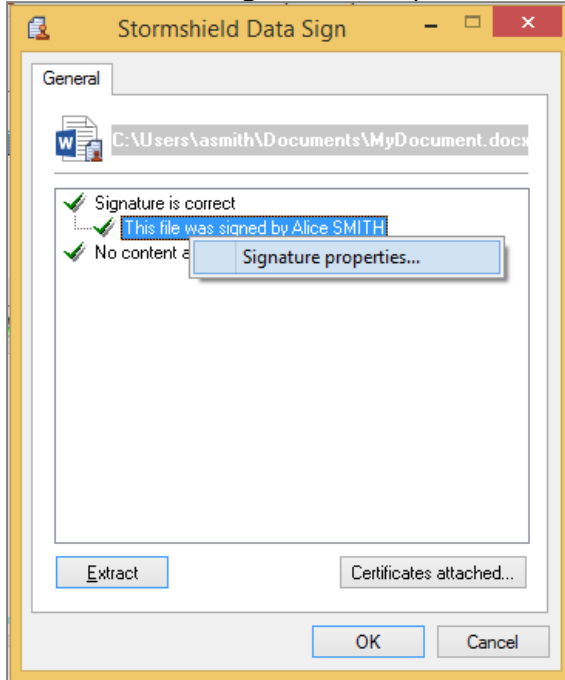 Stormshield Data Sign
General
C:\Users\asmith\Documents\MyDocument.docx
Signature is correct
This file was signed by Alice SMITH
No content a
Signature properties...
Extract
Certificates attached...
OK
Cancel